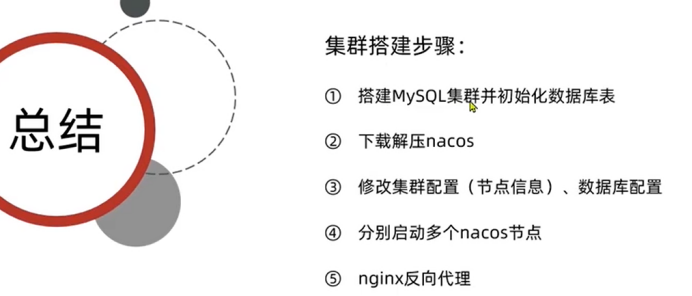 总结
集群搭建步骤：
① 搭建MySQL集群并初始化数据库表
② 下载解压nacos
③ 修改集群配置（节点信息）、数据库配置
④ 分别启动多个nacos节点
⑤ nginx反向代理